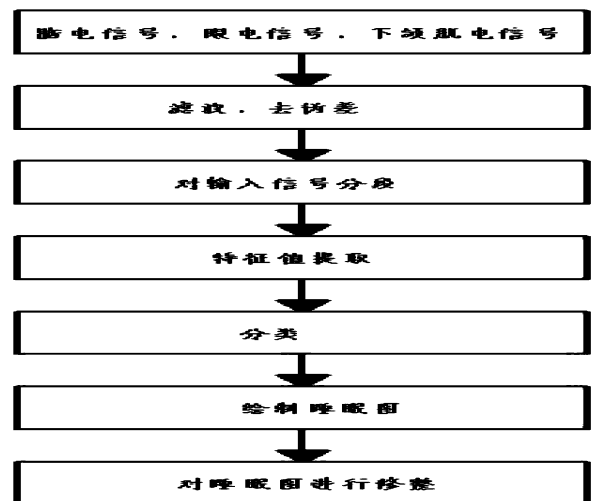 脑电信号．眼电信号．下颌肌电信号
滤波．去伪差
对输入信号分段
特征值提取
分类
绘制睡眠图
对睡眠图进行修整